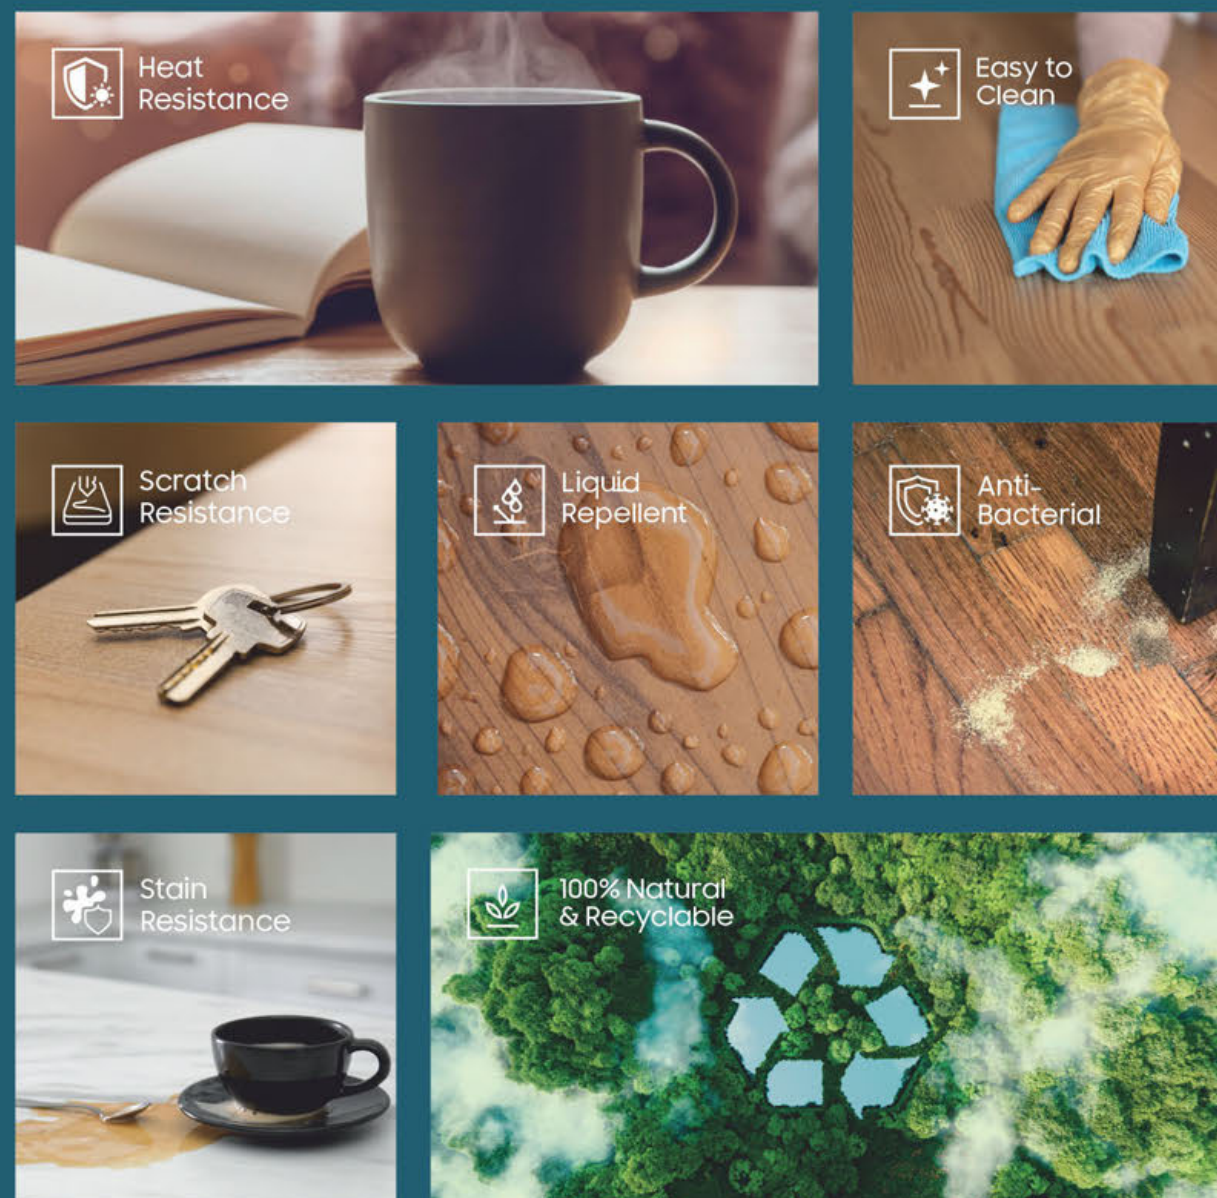 Heat
Resistance
Easy to
Clean
Scratch
Resistance
Liquid
Repellent
Anti-
Bacterial
Stain
Resistance
100% Natural
& Recyclable